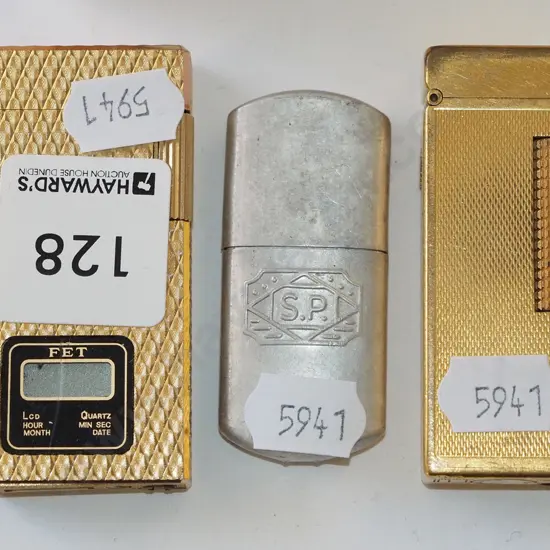 5941
HAYWARD'S
AUCTION HOUSE DUNEDIN
128
FET
LCD QUARTZ
HOUR MIN SEC
MONTH DATE
S.P.
5941
5941